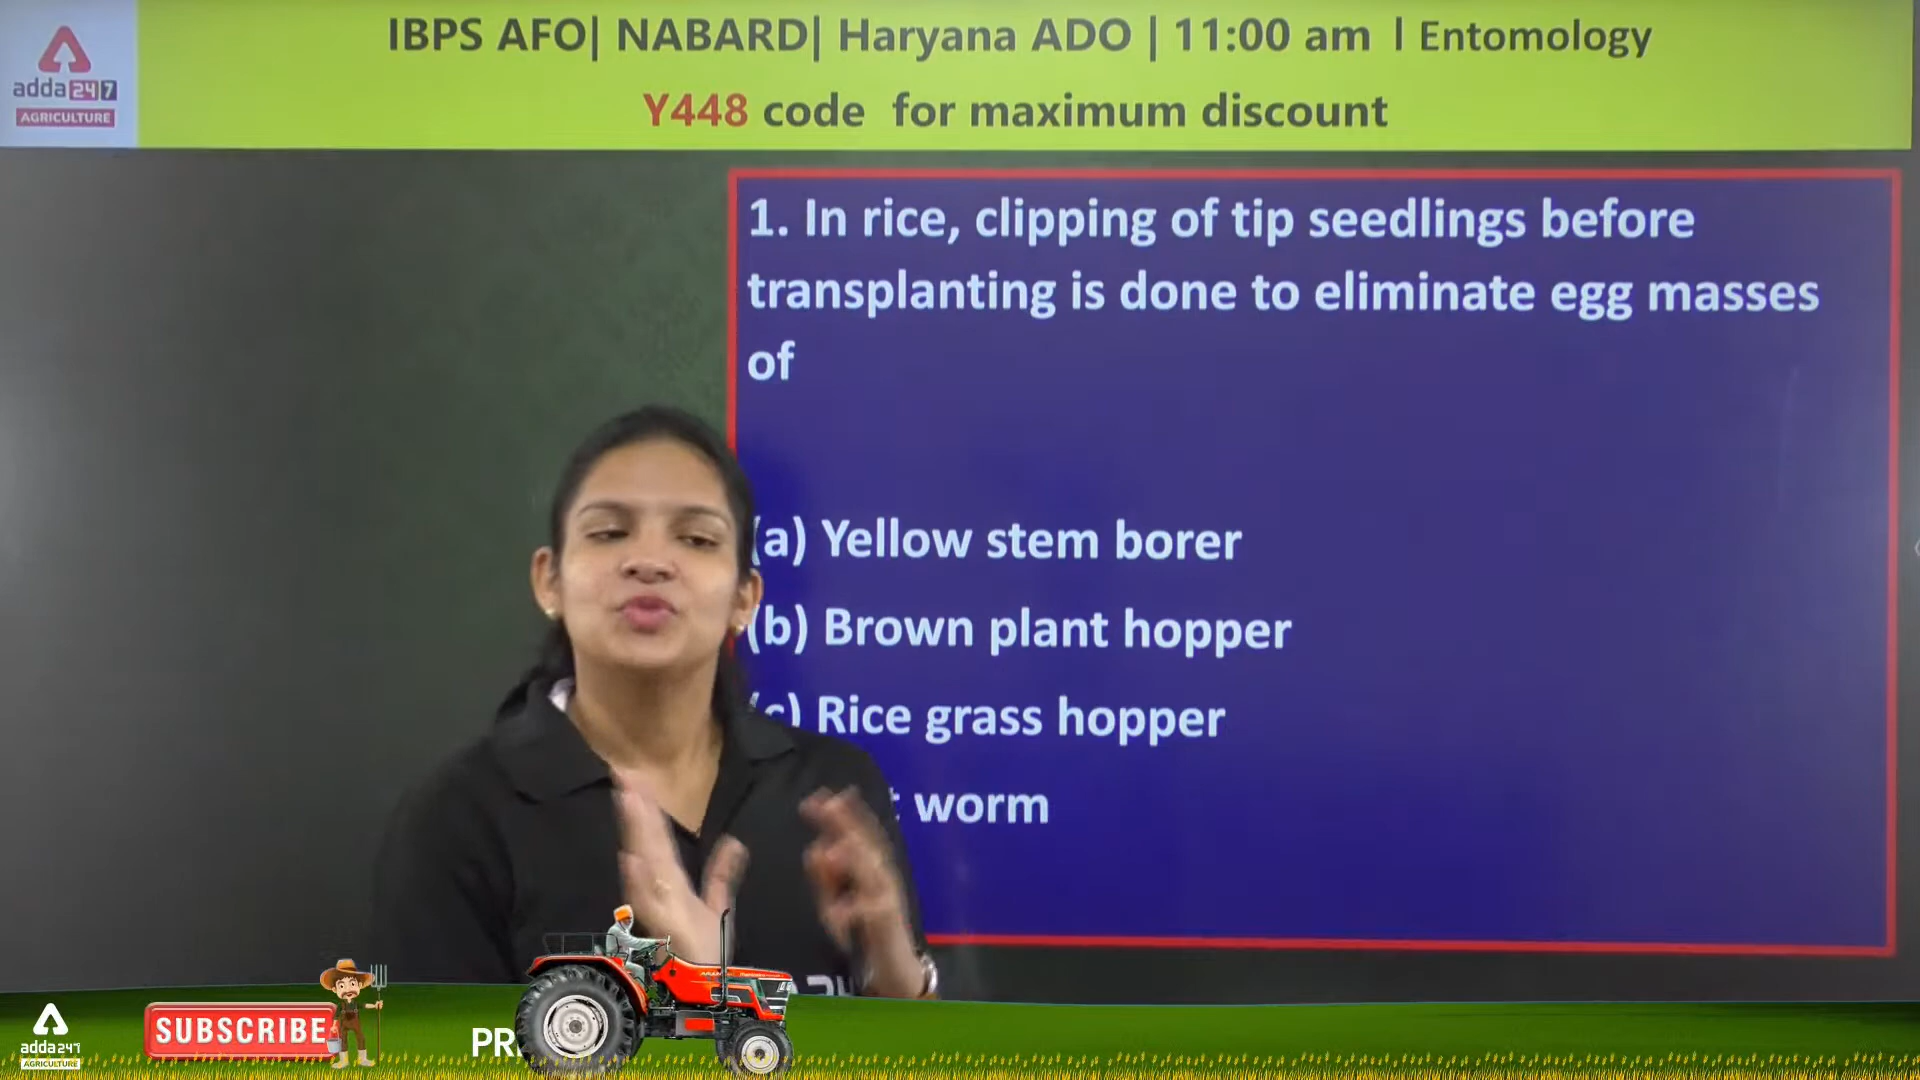 IBPS AFO| NABARD| Haryana ADO | 11:00 am I Entomology
Y448 code for maximum discount
adda247
AGRICULTURE
1. In rice, clipping of tip seedlings before
transplanting is done to eliminate egg masses
of
(a) Yellow stem borer
(b) Brown plant hopper
(c) Rice grass hopper
worm
SUBSCRIBE
adda247
AGRICULTURE